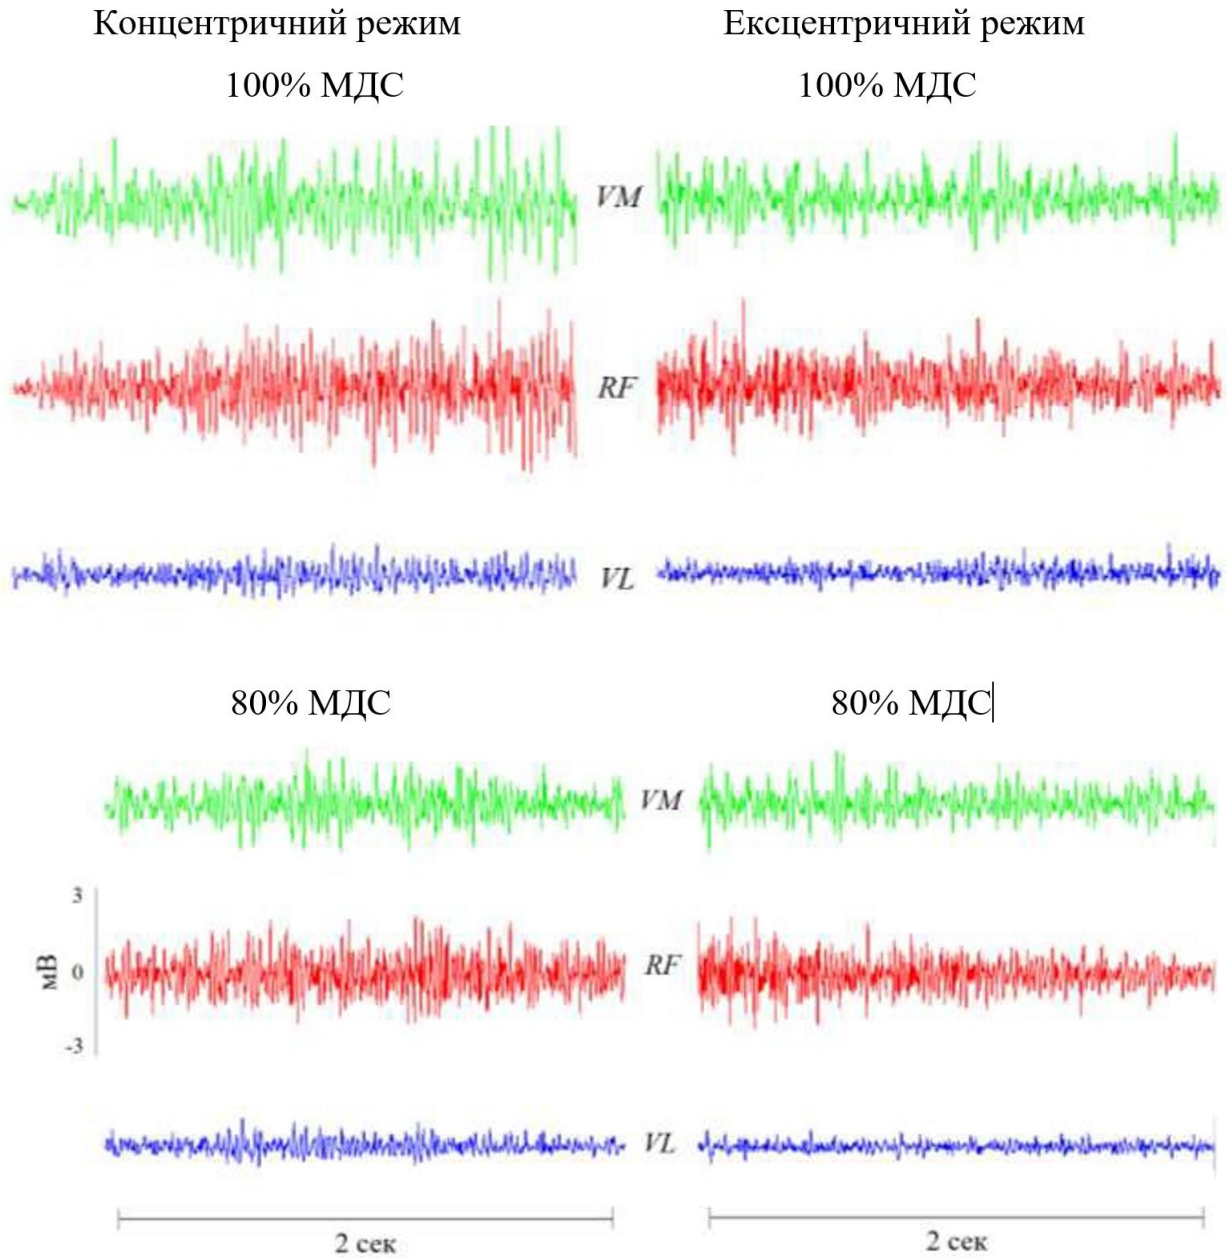 Концентричний режим
Ексцентричний режим
100% МДС
100% МДС
VM
RF
VL
80% МДС
80% МДС
VM
3
мВ
0
RF
-3
VL
2 сек
2 сек